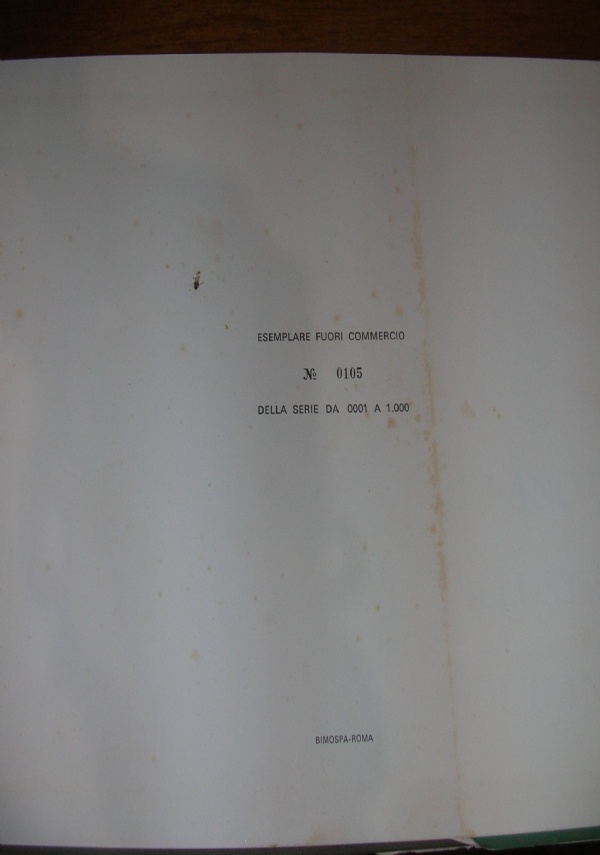 ESEMPLARE FUORI COMMERCIO
№ 0105
DELLA SERIE DA 0001 A 1.000
BIMOSPA-ROMA